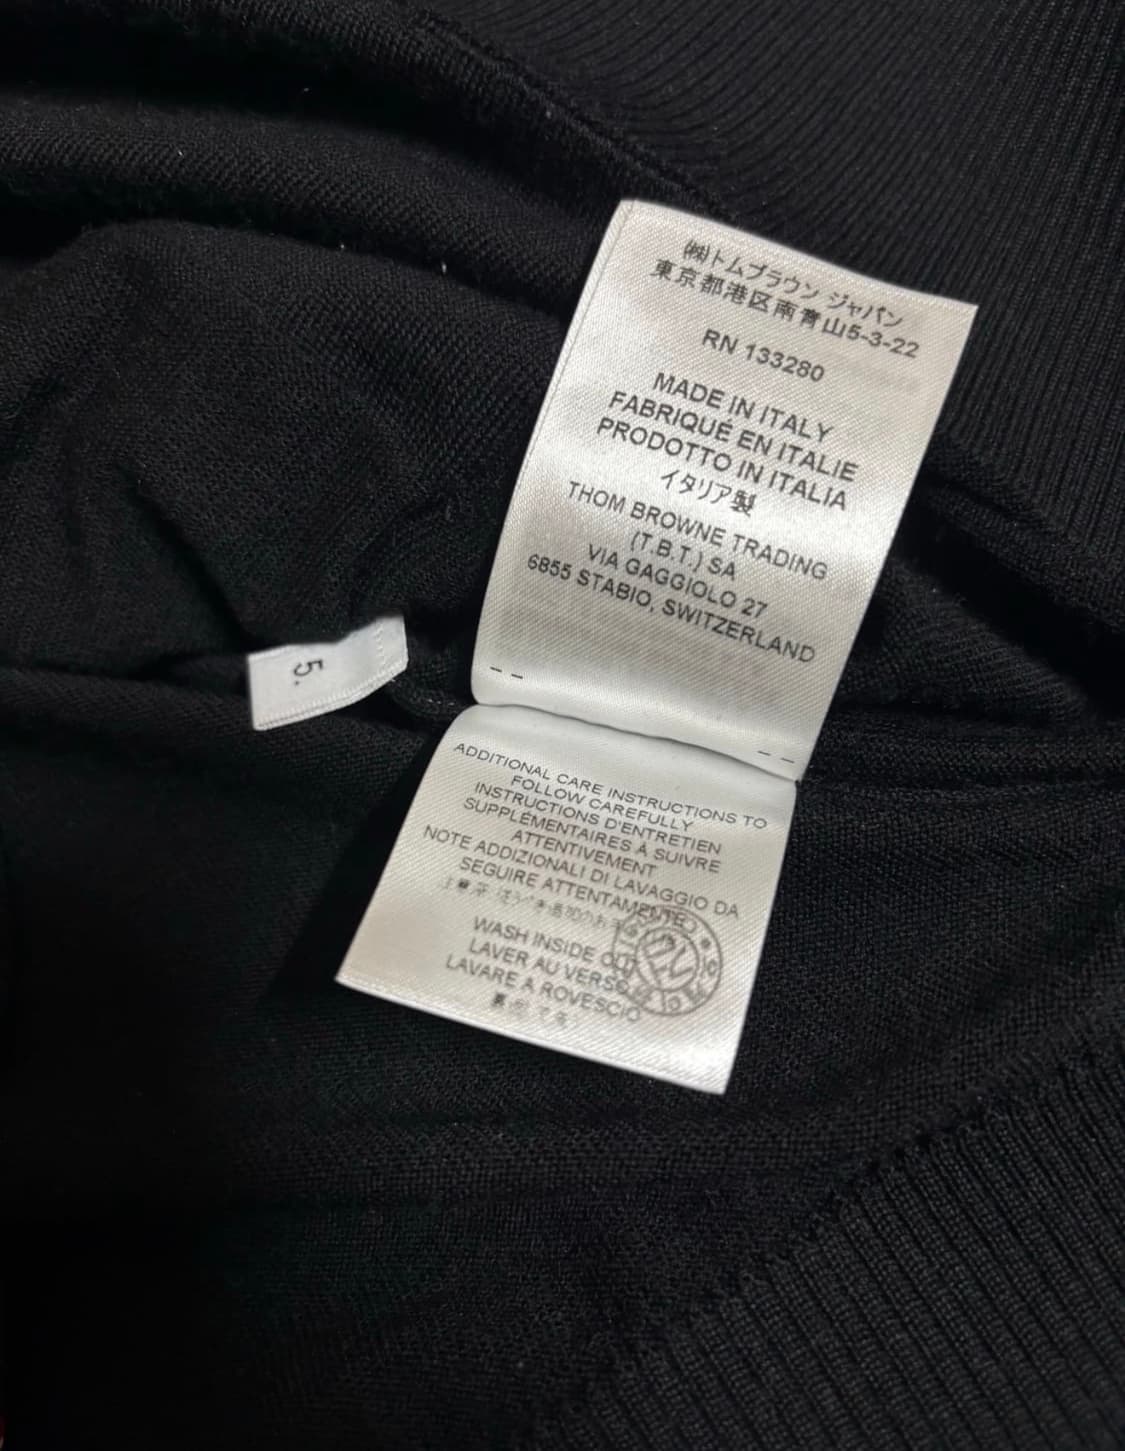 ㈱トムブラウン ジャパン
東京都港区南青山5-3-22
RN 133280
MADE IN ITALY
FABRIQUÉ EN ITALIE
PRODOTTO IN ITALIA
イタリア製
THOM BROWNE TRADING
(T.B.T.) SA
VIA GAGGIOLO 27
6855 STABIO, SWITZERLAND
5.
ADDITIONAL CARE INSTRUCTIONS TO
FOLLOW CAREFULLY
INSTRUCTIONS D'ENTRETIEN
SUPPLÉMENTAIRES À SUIVRE
ATTENTIVEMENT
NOTE ADDIZIONALI DI LAVAGGIO DA
SEGUIRE ATTENTAMENTE
WASH INSIDE OUT
LAVER AU VERSO
LAVARE A ROVESCIO